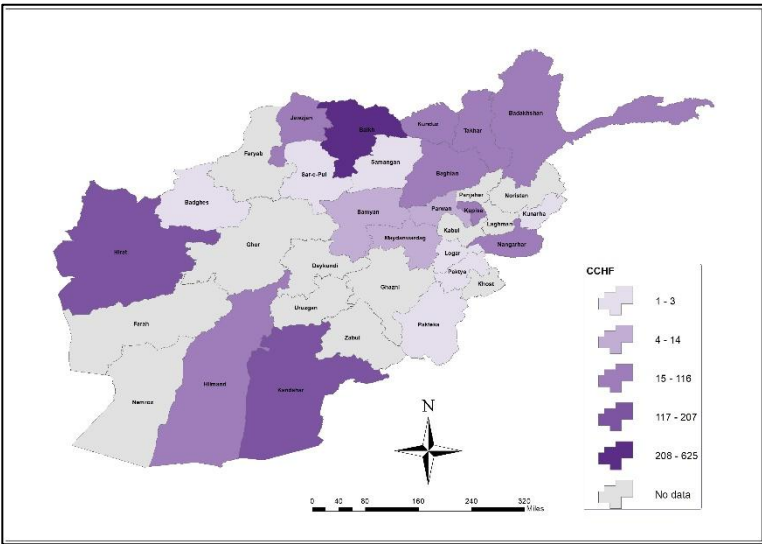 Badakhshan
Jawzjan
Balkh
Kunduz
Takhar
Faryab
Samangan
Baghlan
Sar-e-Pul
Panjsher
Noristan
Badghes
Bamyan
Parwan
Kapisa
Kunarha
Laghman
Kabul
Hirat
Ghor
Maydanwardag
Nangarhar
Logar
Daykundi
Paktya
Ghazni
Khost
Uruzgan
Farah
Paktika
Zabul
Hilmand
Kandahar
Nemroz
CCHF
1 - 3
4 - 14
15 - 116
117 - 207
208 - 625
No data
N
0 40 80 160 240 320
Miles